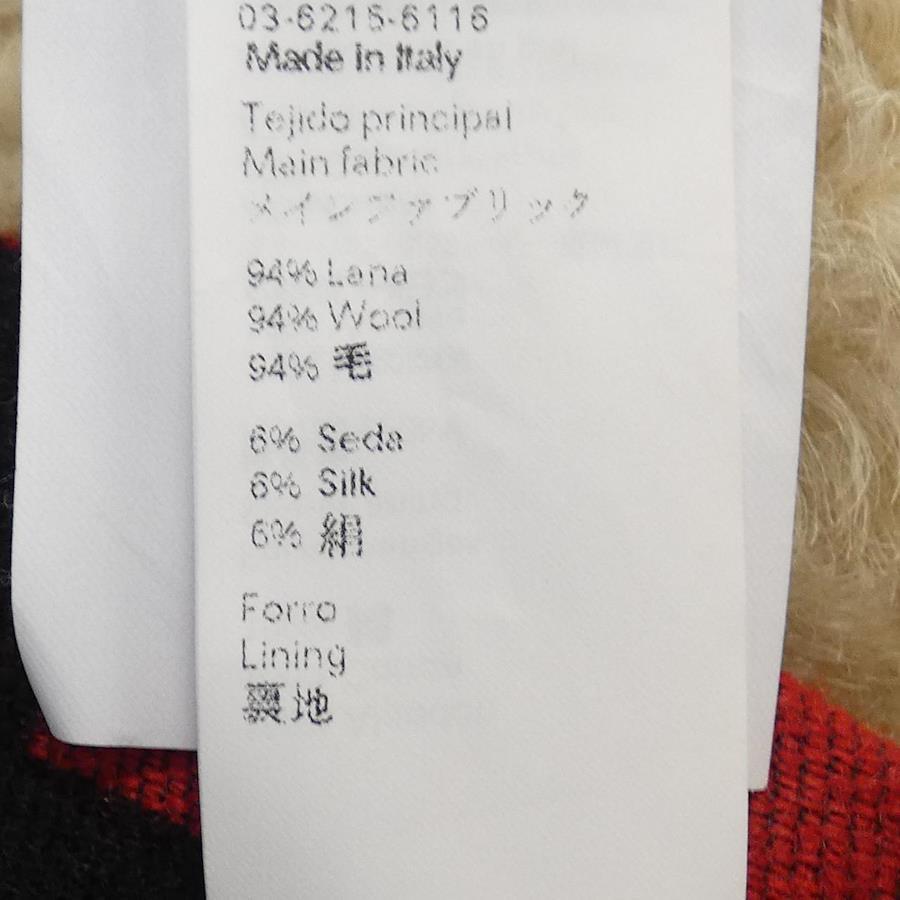 03-6215-6116
Made in Italy
Tejido principal
Main fabric
メインファブリック
94% Lana
94% Wool
94% 毛
6% Seda
6% Silk
6% 絹
Forro
Lining
裏地